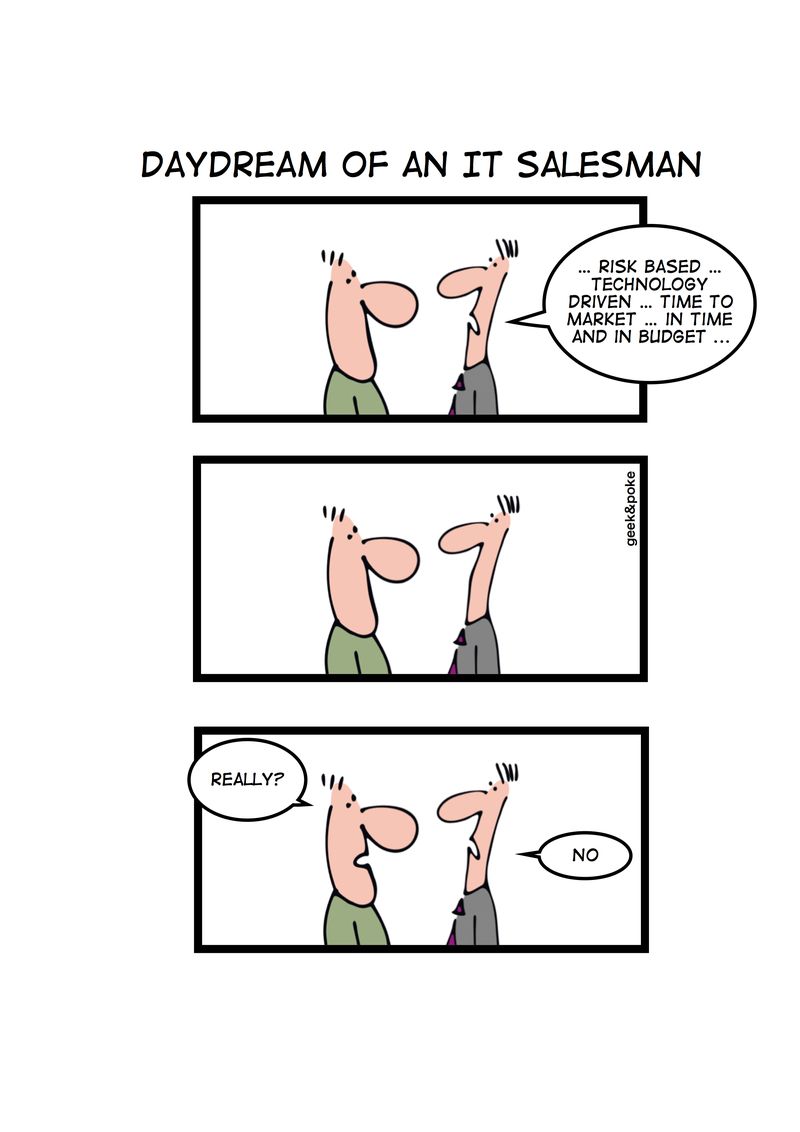 DAYDREAM OF AN IT SALESMAN
... RISK BASED ...
TECHNOLOGY
DRIVEN ... TIME TO
MARKET ... IN TIME
AND IN BUDGET ...
geek&poke
REALLY?
NO